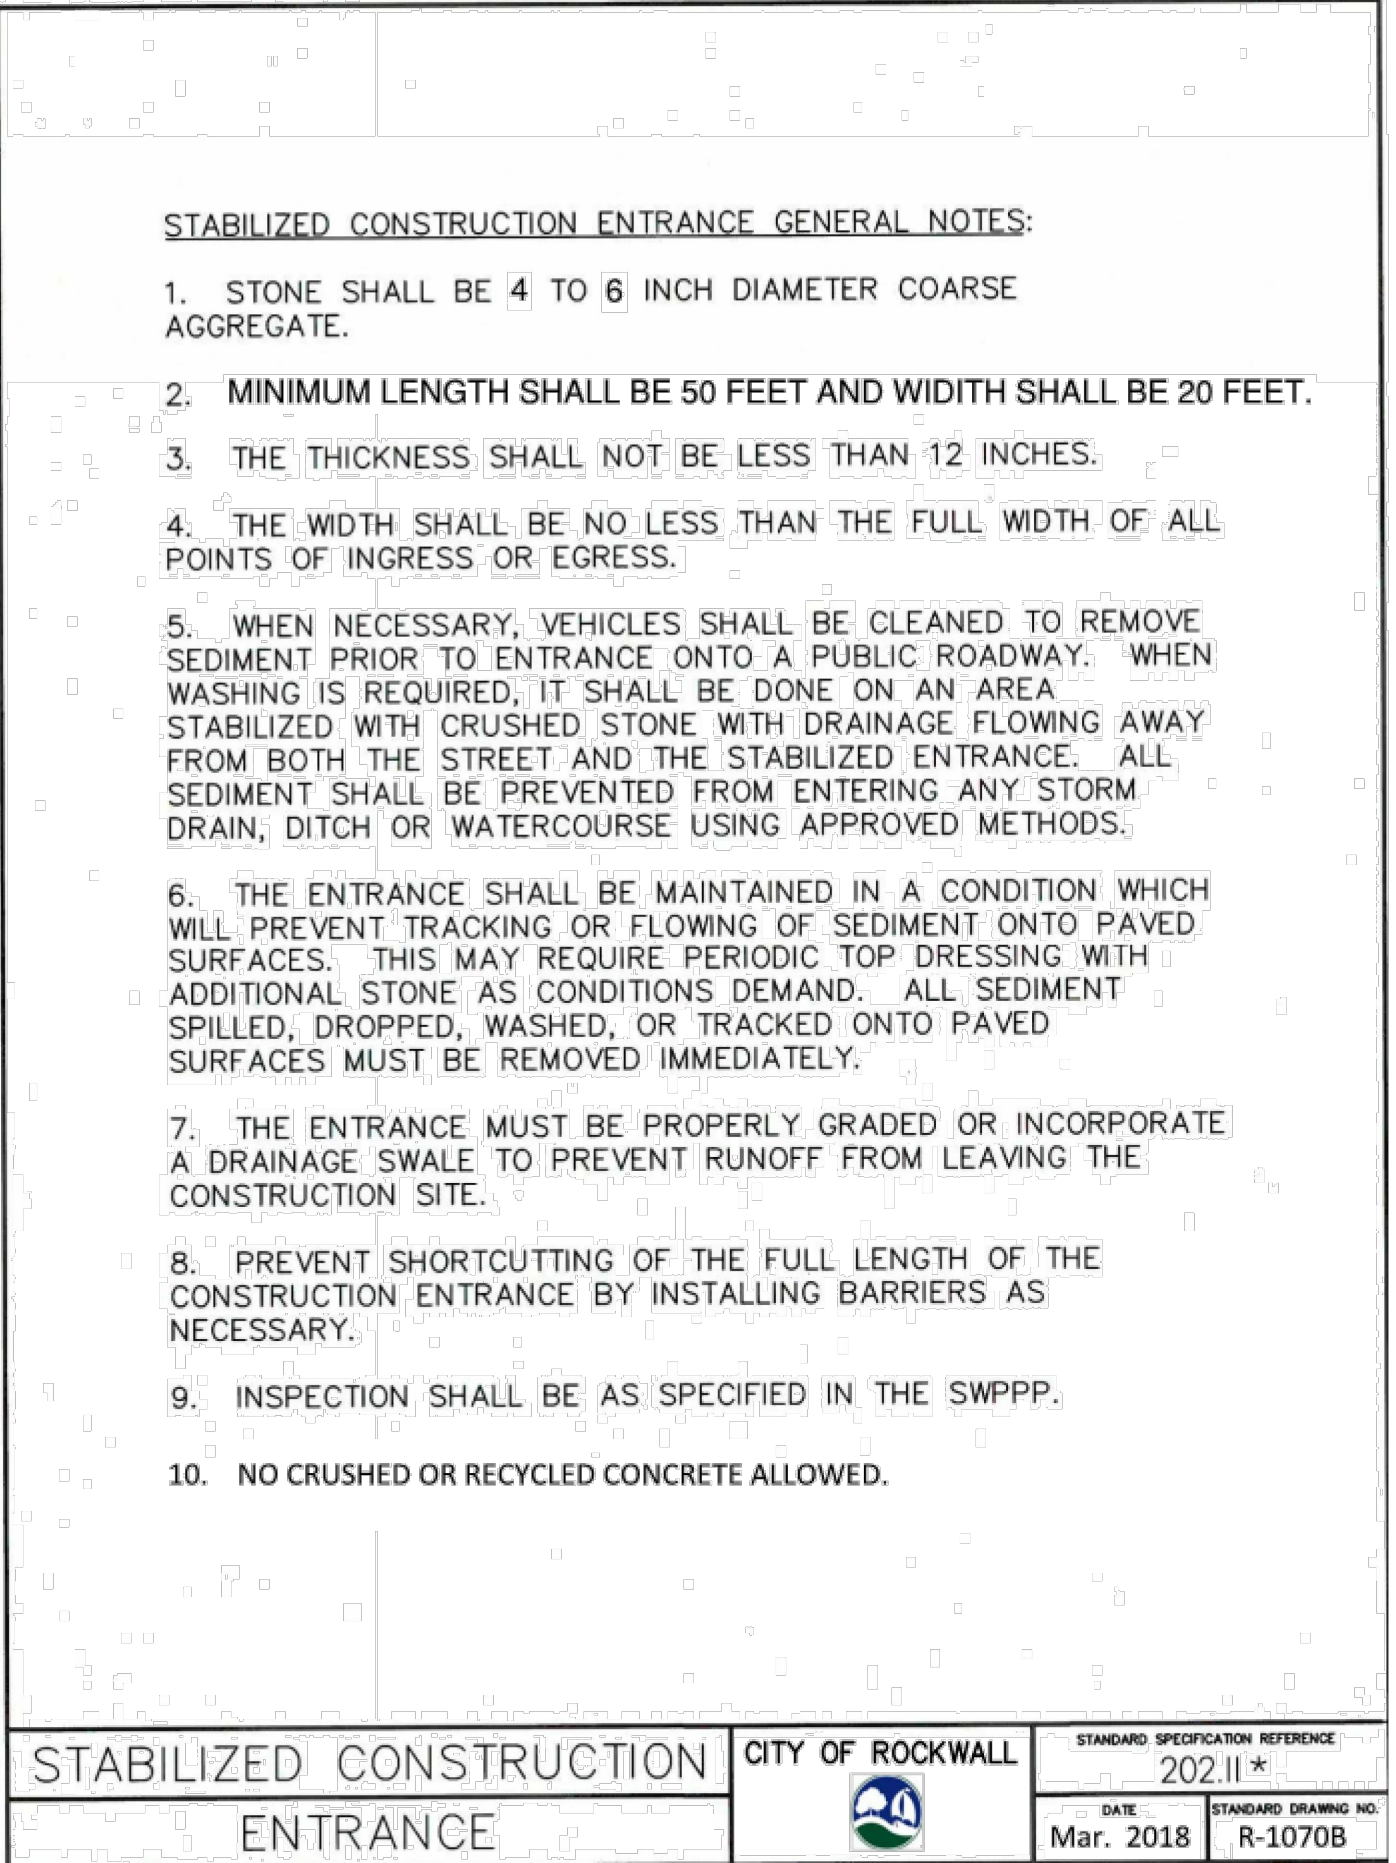 STABILIZED CONSTRUCTION ENTRANCE GENERAL NOTES:
1. STONE SHALL BE 4 TO 6 INCH DIAMETER COARSE
AGGREGATE.
2. MINIMUM LENGTH SHALL BE 50 FEET AND WIDITH SHALL BE 20 FEET.
3. THE THICKNESS SHALL NOT BE LESS THAN 12 INCHES.
4. THE WIDTH SHALL BE NO LESS THAN THE FULL WIDTH OF ALL
POINTS OF INGRESS OR EGRESS.
5. WHEN NECESSARY, VEHICLES SHALL BE CLEANED TO REMOVE
SEDIMENT PRIOR TO ENTRANCE ONTO A PUBLIC ROADWAY. WHEN
WASHING IS REQUIRED, IT SHALL BE DONE ON AN AREA
STABILIZED WITH CRUSHED STONE WITH DRAINAGE FLOWING AWAY
FROM BOTH THE STREET AND THE STABILIZED ENTRANCE. ALL
SEDIMENT SHALL BE PREVENTED FROM ENTERING ANY STORM
DRAIN, DITCH OR WATERCOURSE USING APPROVED METHODS.
6. THE ENTRANCE SHALL BE MAINTAINED IN A CONDITION WHICH
WILL PREVENT TRACKING OR FLOWING OF SEDIMENT ONTO PAVED
SURFACES. THIS MAY REQUIRE PERIODIC TOP DRESSING WITH
ADDITIONAL STONE AS CONDITIONS DEMAND. ALL SEDIMENT
SPILLED, DROPPED, WASHED, OR TRACKED ONTO PAVED
SURFACES MUST BE REMOVED IMMEDIATELY.
7. THE ENTRANCE MUST BE PROPERLY GRADED OR INCORPORATE
A DRAINAGE SWALE TO PREVENT RUNOFF FROM LEAVING THE
CONSTRUCTION SITE.
8. PREVENT SHORTCUTTING OF THE FULL LENGTH OF THE
CONSTRUCTION ENTRANCE BY INSTALLING BARRIERS AS
NECESSARY.
9. INSPECTION SHALL BE AS SPECIFIED IN THE SWPPP.
10. NO CRUSHED OR RECYCLED CONCRETE ALLOWED.
STABILIZED CONSTRUCTION
ENTRANCE
CITY OF ROCKWALL
STANDARD SPECIFICATION REFERENCE
202.II *
DATE
Mar. 2018
STANDARD DRAWING NO.
R-1070B